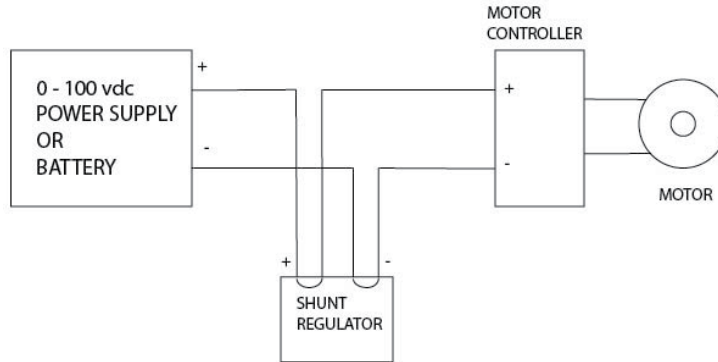 MOTOR
CONTROLLER
+
0 - 100 vdc
POWER SUPPLY
OR
BATTERY
-
+
-
MOTOR
+
-
SHUNT
REGULATOR